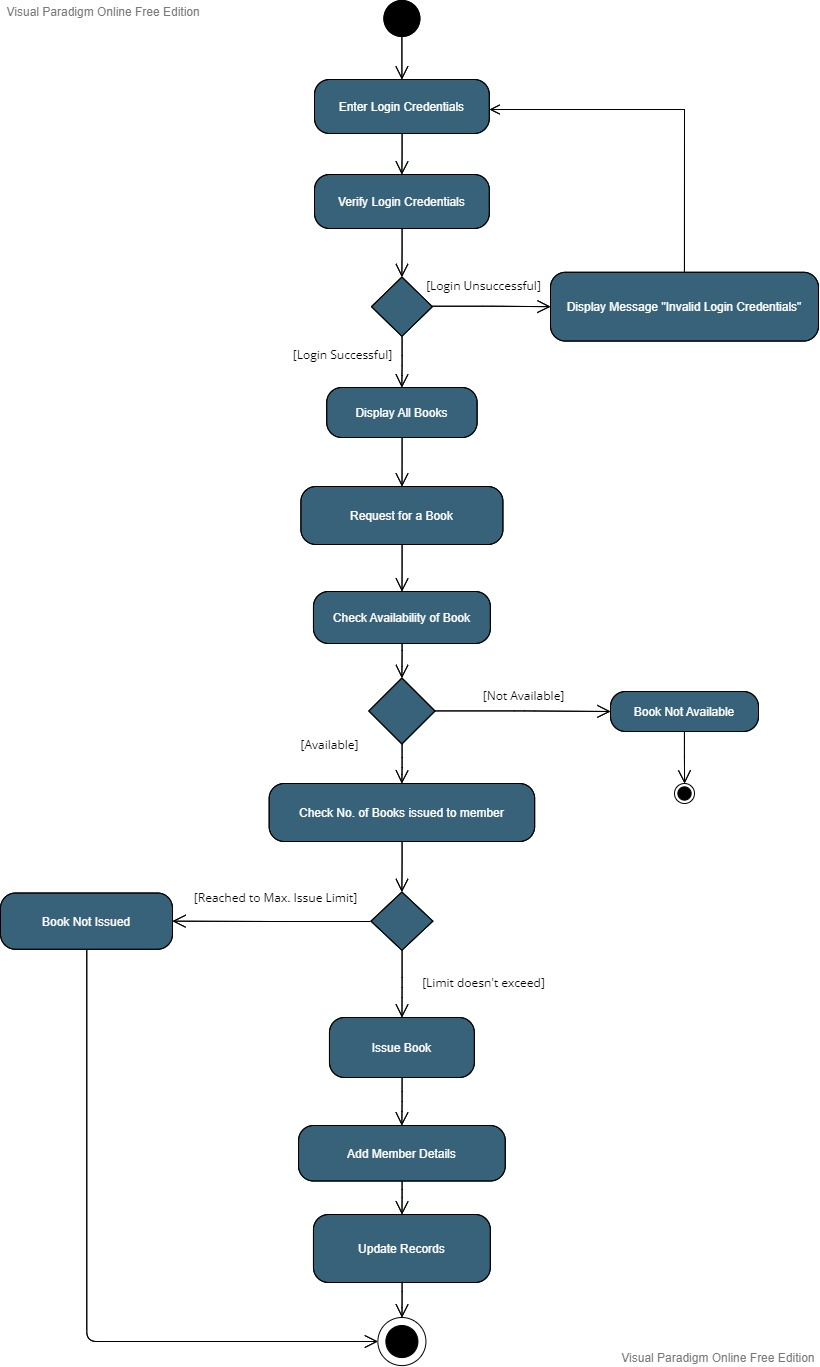 Visual Paradigm Online Free Edition
Enter Login Credentials
Verify Login Credentials
[Login Unsuccessful]
Display Message "Invalid Login Credentials"
[Login Successful]
Display All Books
Request for a Book
Check Availability of Book
[Not Available]
Book Not Available
[Available]
Check No. of Books issued to member
[Reached to Max. Issue Limit]
Book Not Issued
[Limit doesn't exceed]
Issue Book
Add Member Details
Update Records
Visual Paradigm Online Free Edition